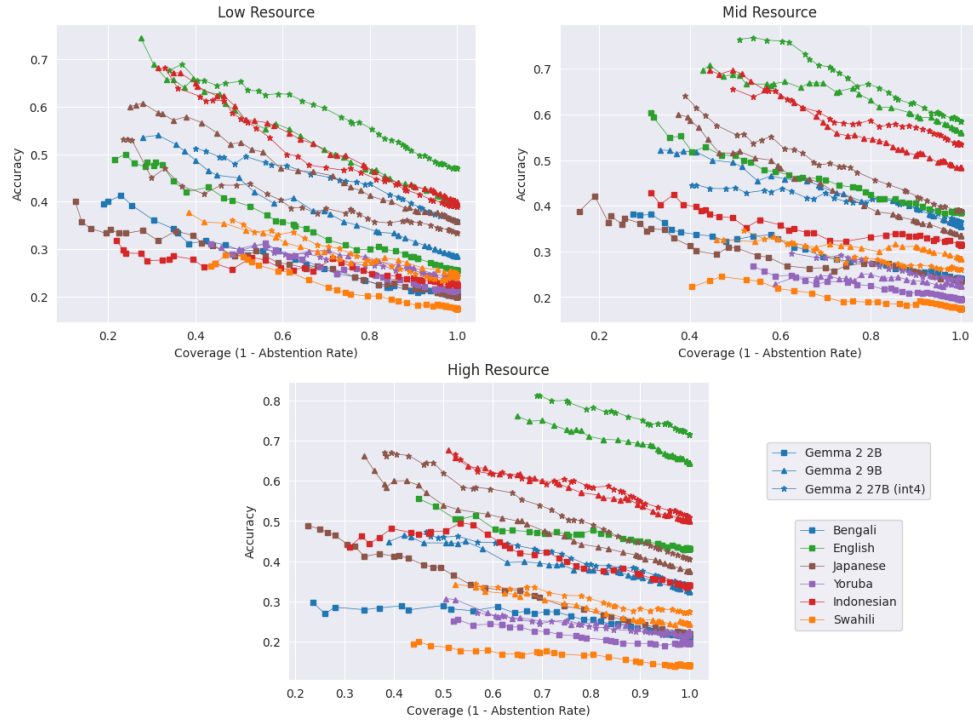 Low Resource
Mid Resource
0.7
0.6
0.5
0.4
0.3
0.2
Accuracy
0.2
0.4
0.6
0.8
1.0
Coverage (1 - Abstention Rate)
0.7
0.6
0.5
0.4
0.3
0.2
Accuracy
0.2
0.4
0.6
0.8
1.0
Coverage (1 - Abstention Rate)
High Resource
0.8
0.7
0.6
0.5
0.4
0.3
0.2
Accuracy
0.2
0.3
0.4
0.5
0.6
0.7
0.8
0.9
1.0
Coverage (1 - Abstention Rate)
Gemma 2 2B
Gemma 2 9B
Gemma 2 27B (int4)
Bengali
English
Japanese
Yoruba
Indonesian
Swahili